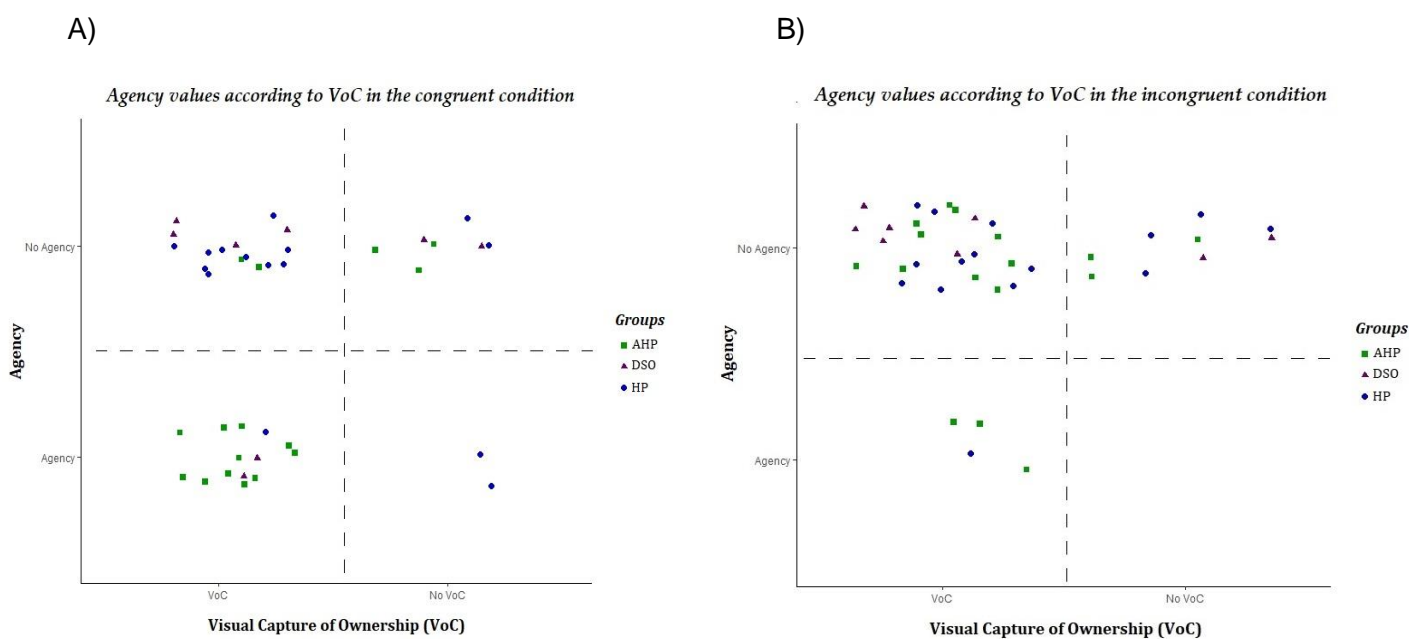 A)
Agency values according to VoC in the congruent condition
No Agency
Agency
Agency
VoC
No VoC
Visual Capture of Ownership (VoC)
Groups
AHP
DSO
HP
B)
Agency values according to VoC in the incongruent condition
No Agency
Agency
Agency
VoC
No VoC
Visual Capture of Ownership (VoC)
Groups
AHP
DSO
HP